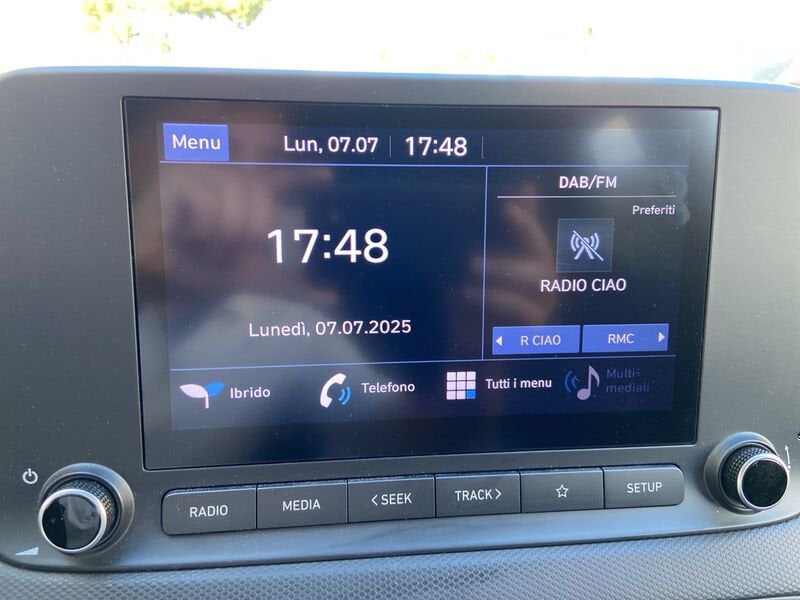 Menu
Lun, 07.07
17:48
17:48
Lunedì, 07.07.2025
DAB/FM
Preferiti
RADIO CIAO
R CIAO
RMC
Ibrido
Telefono
Tutti i menu
Multi-
mediali
RADIO
MEDIA
< SEEK
TRACK >
SETUP